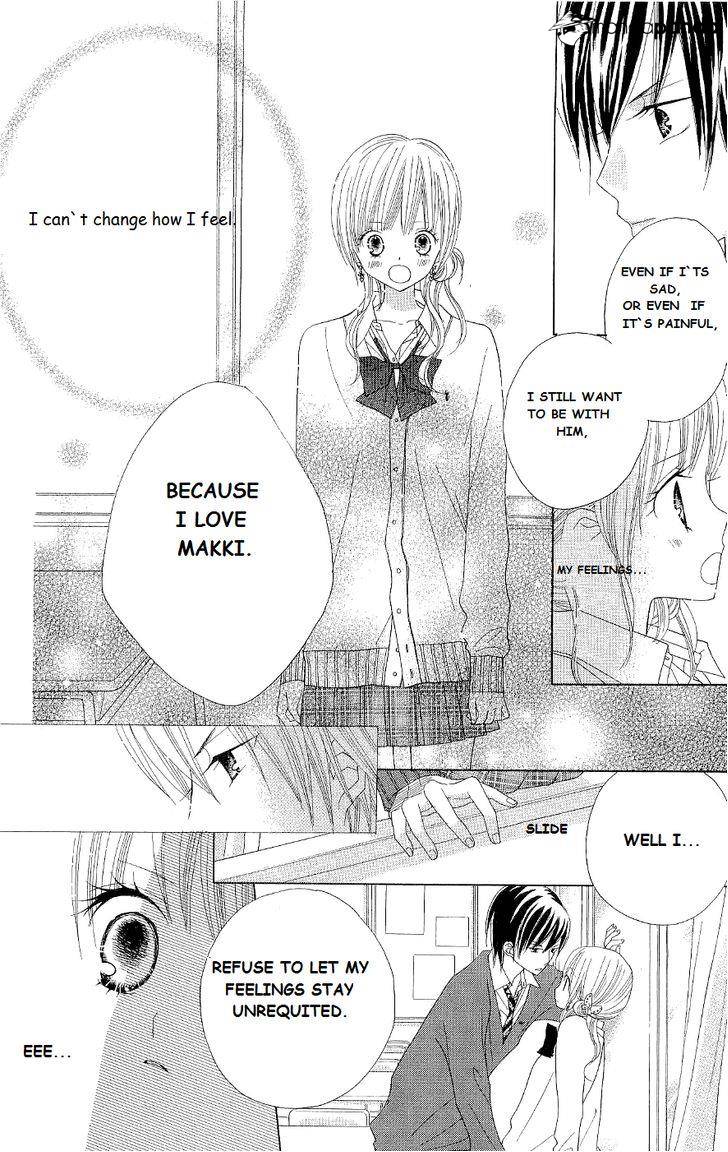 EVEN IF I`TS
SAD,
OR EVEN IF
IT`S PAINFUL,
I STILL WANT
TO BE WITH
HIM,
MY FEELINGS...
I can`t change how I feel.
BECAUSE
I LOVE
MAKKI.
WELL I...
SLIDE
REFUSE TO LET MY
FEELINGS STAY
UNREQUITED.
EEE...